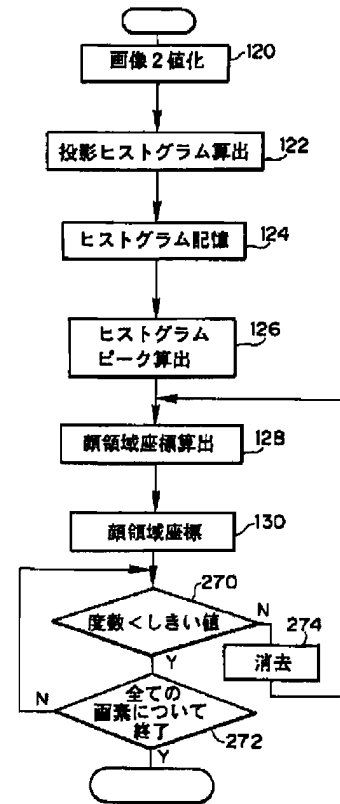 画像2値化
120
投影ヒストグラム算出
122
ヒストグラム記憶
124
ヒストグラム
ピーク算出
126
顔領域座標算出
128
顔領域座標
130
270
度数<しきい値
N
274
消去
Y
N
全ての
画素について
終了
272
Y